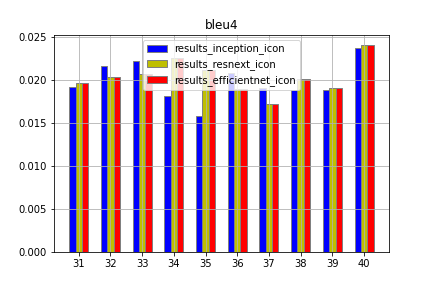 bleu4
0.025
0.020
0.015
0.010
0.005
0.000
results_inception_icon
results_resnext_icon
results_efficientnet_icon
31 32 33 34 35 36 37 38 39 40